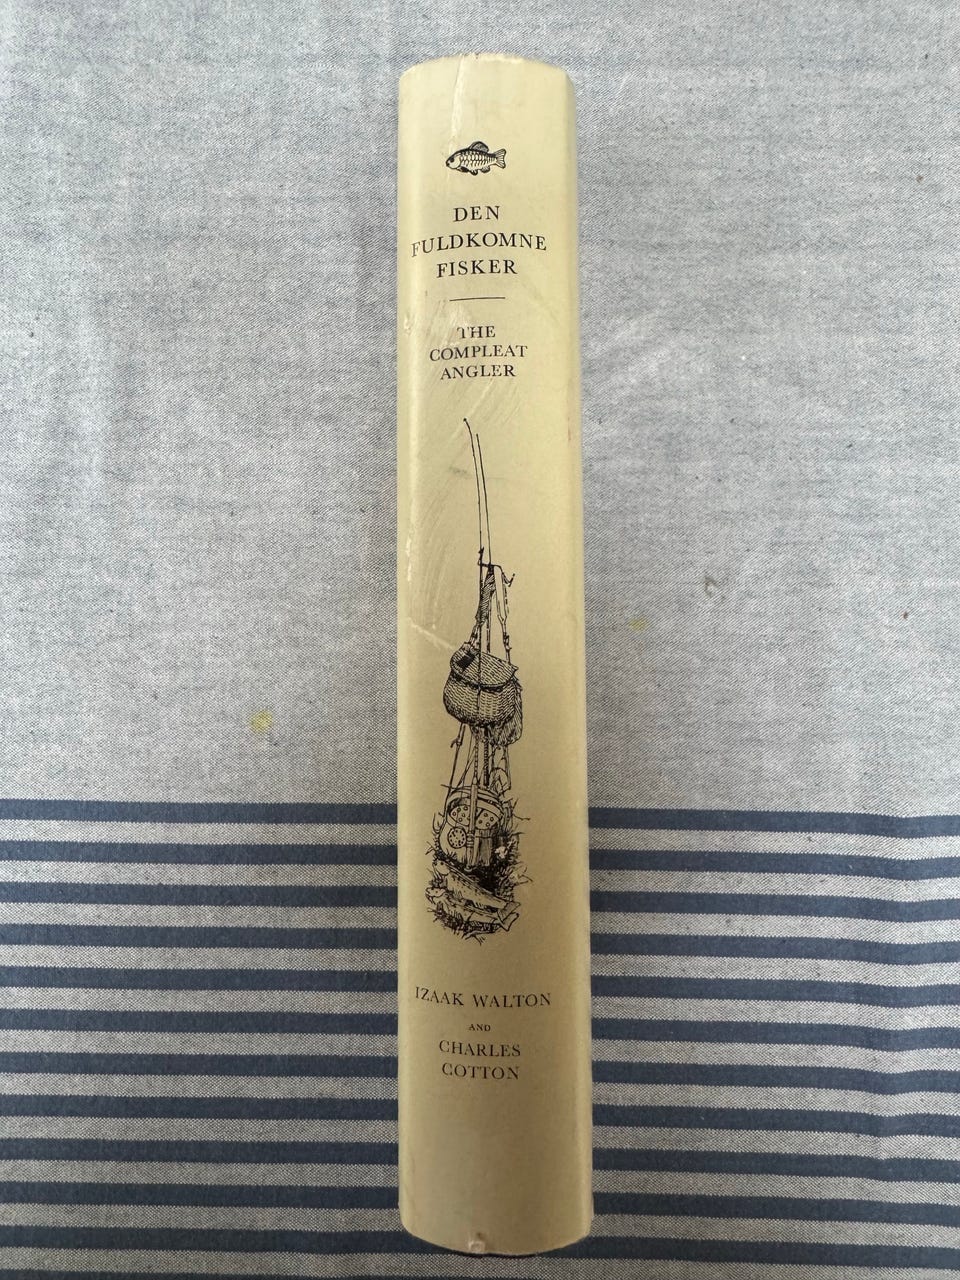 DEN
FULDKOMNE
FISKER
THE
COMPLEAT
ANGLER
IZAAK WALTON
AND
CHARLES
COTTON